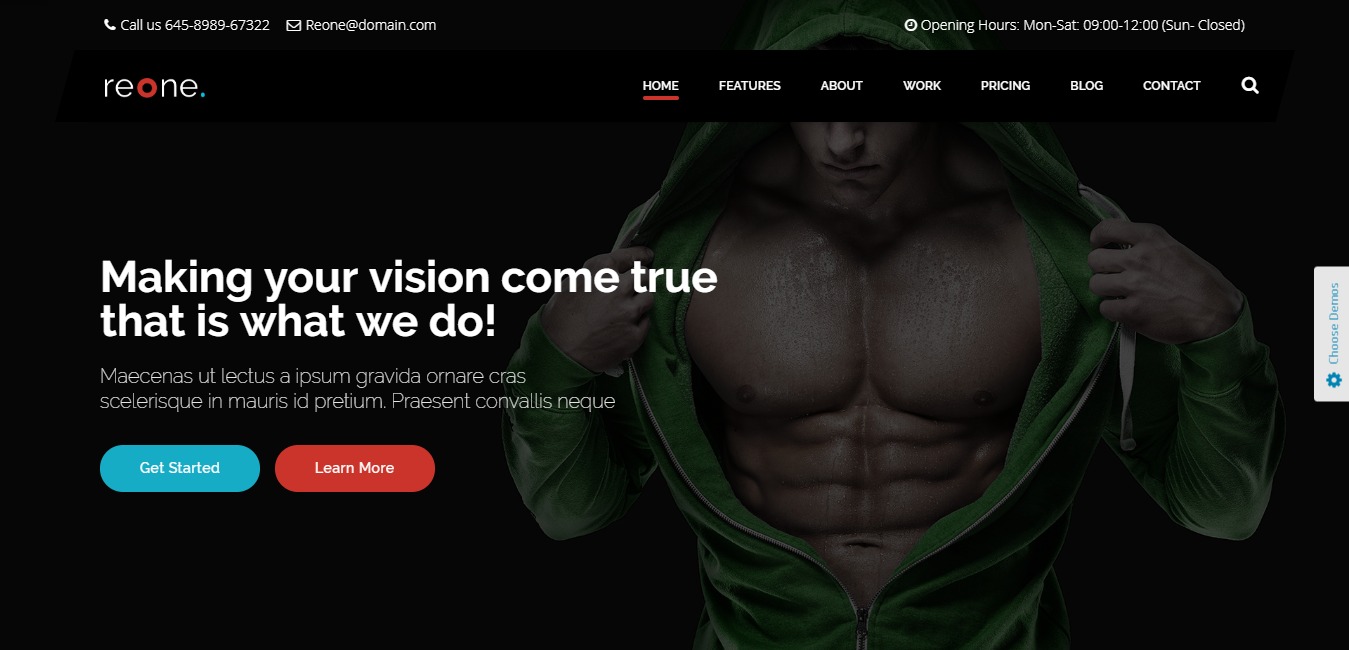 Call us 645-8989-67322 Reone@domain.com Opening Hours: Mon-Sat: 09:00-12:00 (Sun- Closed)
reone. HOME FEATURES ABOUT WORK PRICING BLOG CONTACT
Making your vision come true
that is what we do!
Choose Demos
Maecenas ut lectus a ipsum gravida ornare cras
scelerisque in mauris id pretium. Praesent convallis neque
Get Started Learn More